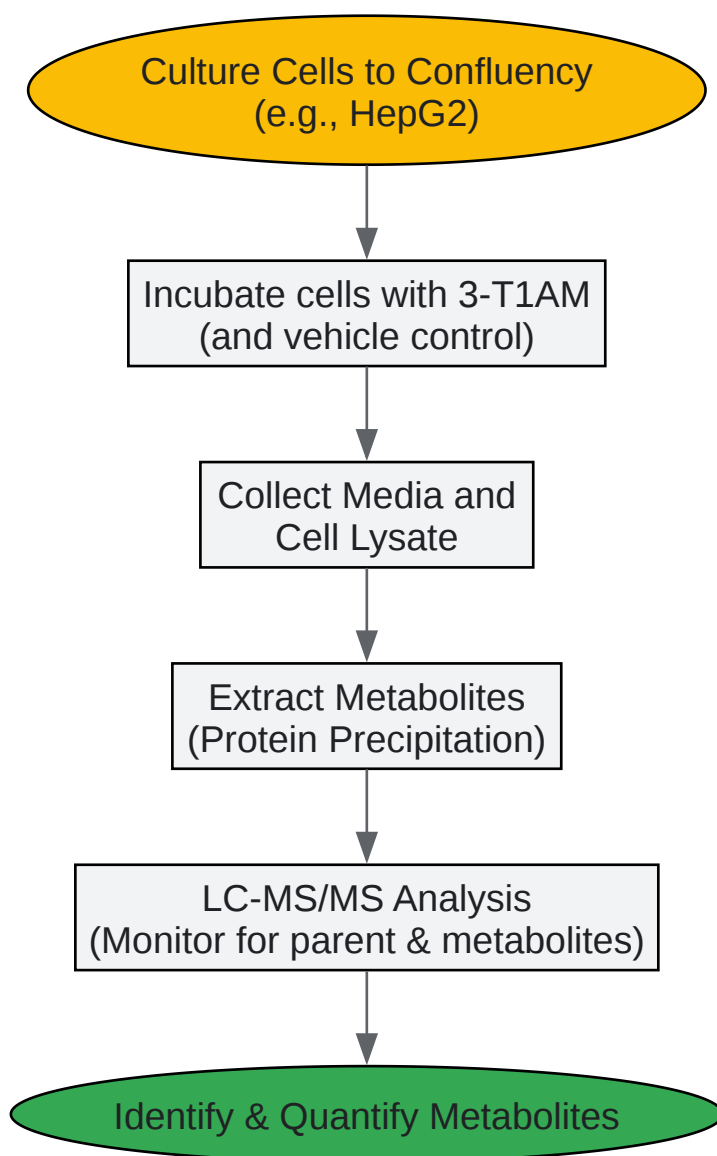 Culture Cells to Confluency
(e.g., HepG2)
Incubate cells with 3-T1AM
(and vehicle control)
Collect Media and
Cell Lysate
Extract Metabolites
(Protein Precipitation)
LC-MS/MS Analysis
(Monitor for parent & metabolites)
Identify & Quantify Metabolites